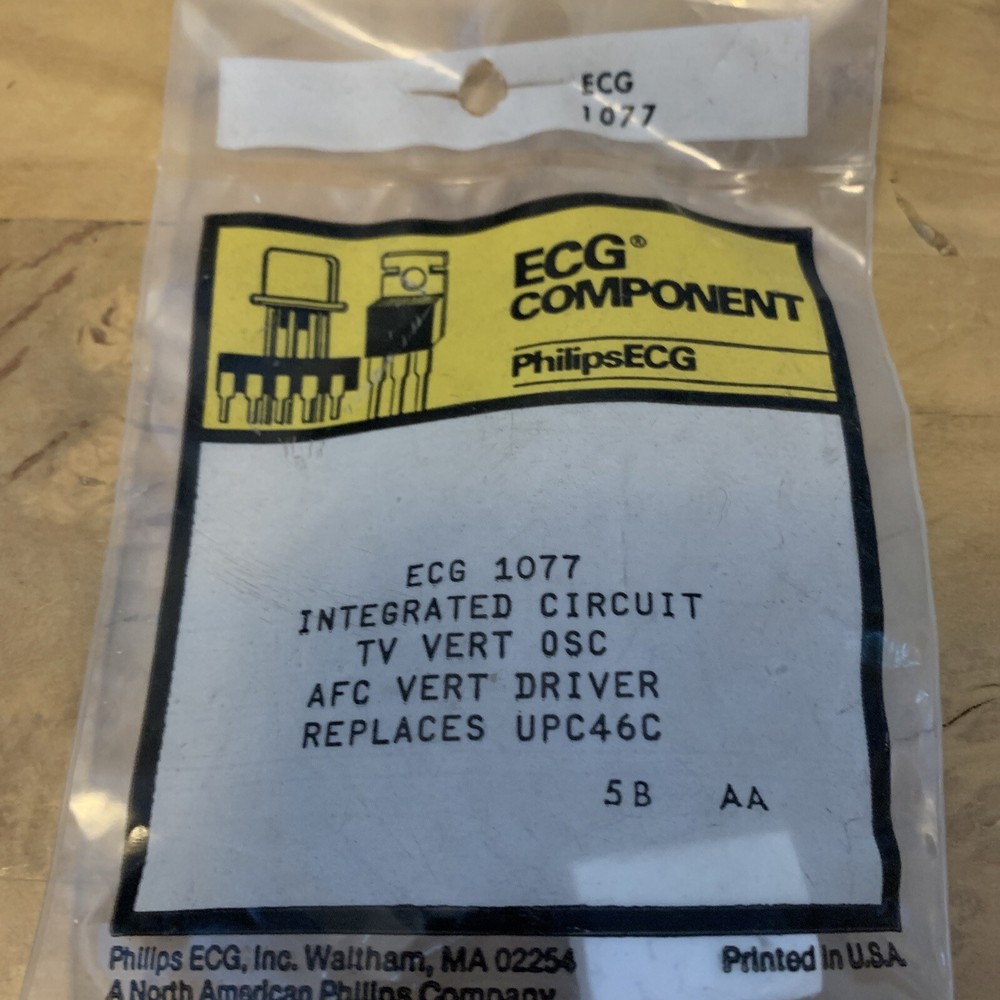 ECG
1077
ECG®
COMPONENT
PhilipsECG
ECG 1077
INTEGRATED CIRCUIT
TV VERT OSC
AFC VERT DRIVER
REPLACES UPC46C
5B AA
Philips ECG, Inc. Waltham, MA 02254 Printed in U.S.A.
A North American Philips Company